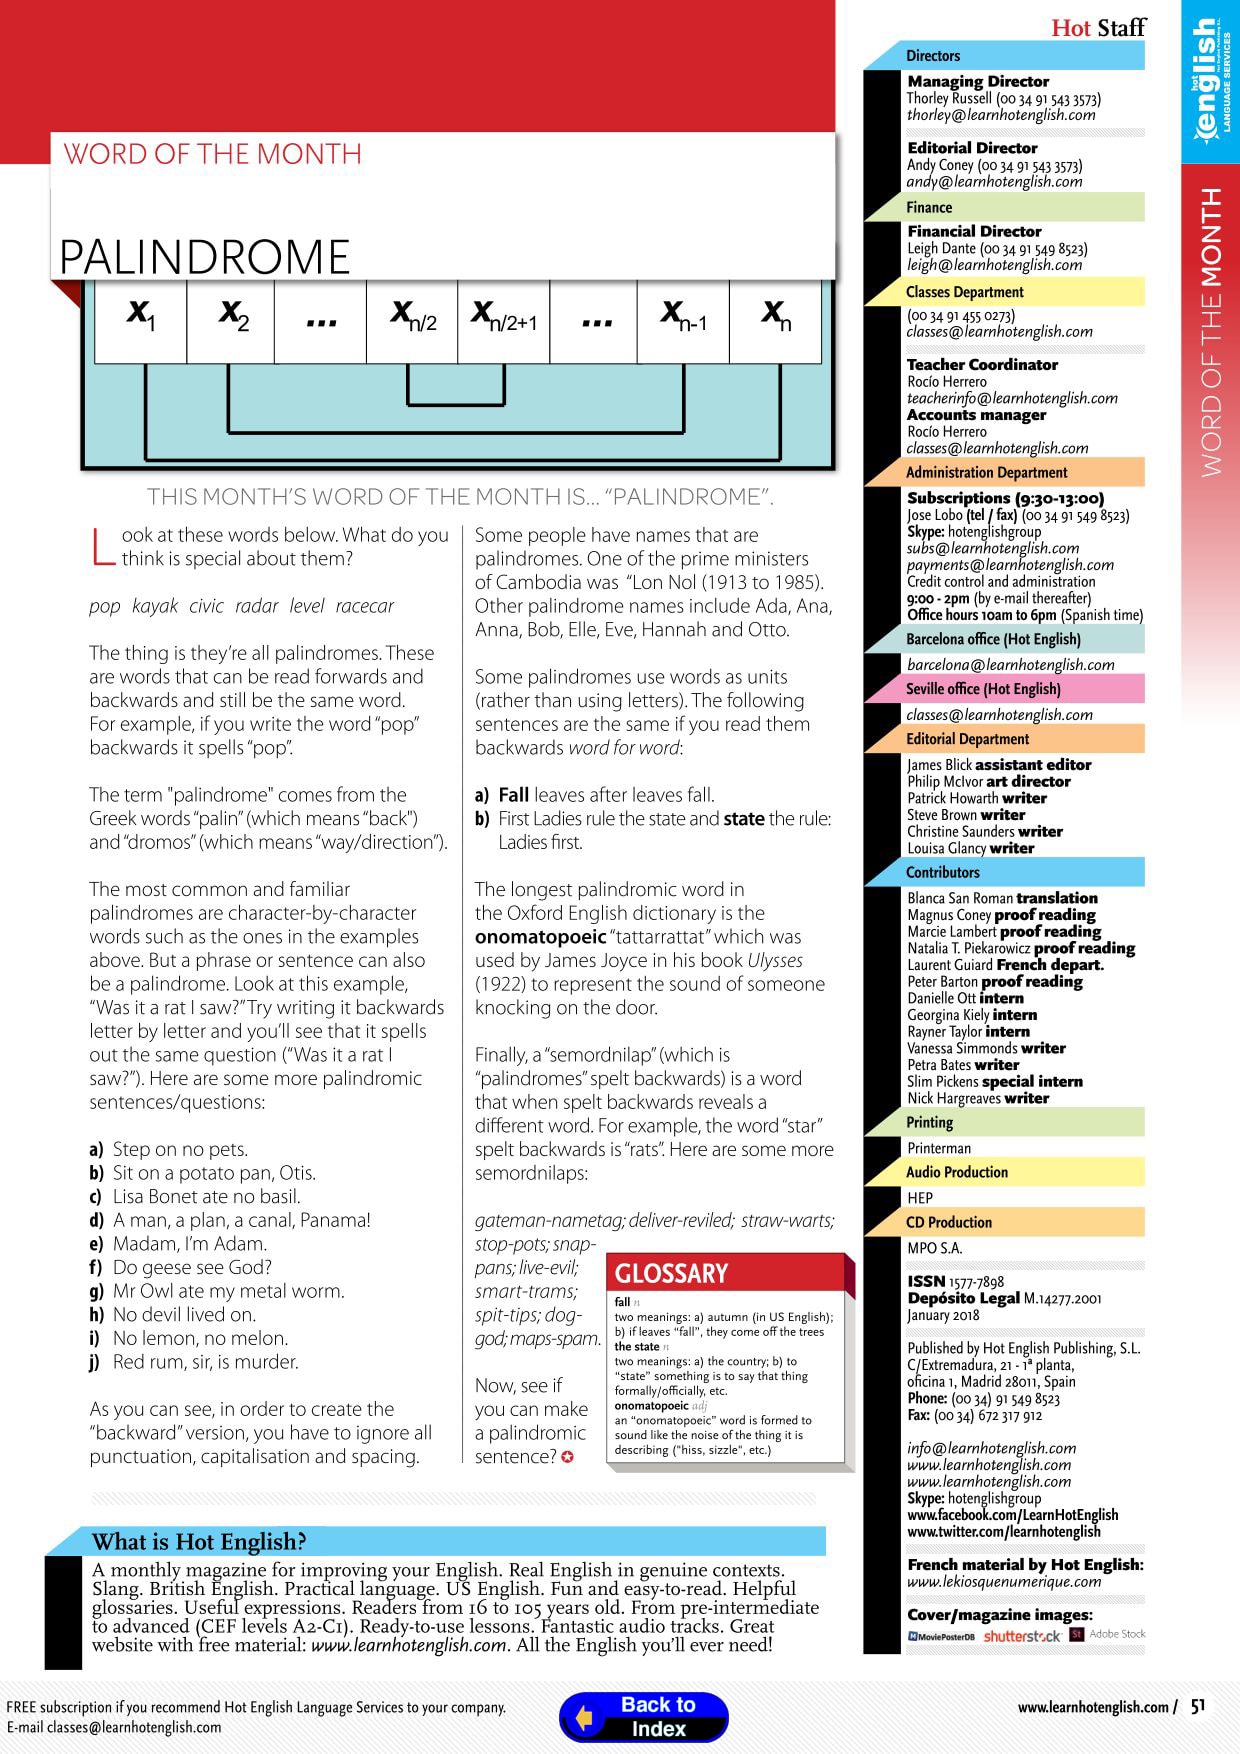 WORD OF THE MONTH
PALINDROME
x1 x2 ... xn/2 xn/2+1 ... xn-1 xn
THIS MONTH'S WORD OF THE MONTH IS... "PALINDROME".
Look at these words below. What do you
think is special about them?
pop kayak civic radar level racecar
The thing is they're all palindromes. These
are words that can be read forwards and
backwards and still be the same word.
For example, if you write the word "pop"
backwards it spells "pop".
The term "palindrome" comes from the
Greek words "palin" (which means "back")
and "dromos" (which means "way/direction").
The most common and familiar
palindromes are character-by-character
words such as the ones in the examples
above. But a phrase or sentence can also
be a palindrome. Look at this example,
"Was it a rat I saw?" Try writing it backwards
letter by letter and you'll see that it spells
out the same question ("Was it a rat I
saw?"). Here are some more palindromic
sentences/questions:
a) Step on no pets.
b) Sit on a potato pan, Otis.
c) Lisa Bonet ate no basil.
d) A man, a plan, a canal, Panama!
e) Madam, I'm Adam.
f) Do geese see God?
g) Mr Owl ate my metal worm.
h) No devil lived on.
i) No lemon, no melon.
j) Red rum, sir, is murder.
As you can see, in order to create the
"backward" version, you have to ignore all
punctuation, capitalisation and spacing.
Some people have names that are
palindromes. One of the prime ministers
of Cambodia was "Lon Nol (1913 to 1985).
Other palindrome names include Ada, Ana,
Anna, Bob, Elle, Eve, Hannah and Otto.
Some palindromes use words as units
(rather than using letters). The following
sentences are the same if you read them
backwards word for word:
a) Fall leaves after leaves fall.
b) First Ladies rule the state and state the rule:
Ladies first.
The longest palindromic word in
the Oxford English dictionary is the
onomatopoeic "tattarrattat" which was
used by James Joyce in his book Ulysses
(1922) to represent the sound of someone
knocking on the door.
Finally, a "semordnilap" (which is
"palindromes" spelt backwards) is a word
that when spelt backwards reveals a
different word. For example, the word "star"
spelt backwards is "rats". Here are some more
semordnilaps:
gateman-nametag; deliver-reviled; straw-warts;
stop-pots; snap-
pans; live-evil;
smart-trams;
spit-tips; dog-
god; maps-spam.
Now, see if
you can make
a palindromic
sentence?
GLOSSARY
fall n
two meanings: a) autumn (in US English);
b) if leaves "fall", they come off the trees
the state n
two meanings: a) the country; b) to
"state" something is to say that thing
formally/officially, etc.
onomatopoeic adj
an "onomatopoeic" word is formed to
sound like the noise of the thing it is
describing ("hiss, sizzle", etc.)
What is Hot English?
A monthly magazine for improving your English. Real English in genuine contexts.
Slang. British English. Practical language. US English. Fun and easy-to-read. Helpful
glossaries. Useful expressions. Readers from 16 to 105 years old. From pre-intermediate
to advanced (CEF levels A2-C1). Ready-to-use lessons. Fantastic audio tracks. Great
website with free material: www.learnhotenglish.com. All the English you'll ever need!
Hot Staff
Directors
Managing Director
Thorley Russell (00 34 91 543 3573)
thorley@learnhotenglish.com
Editorial Director
Andy Coney (00 34 91 543 3573)
andy@learnhotenglish.com
Finance
Financial Director
Leigh Dante (00 34 91 549 8523)
leigh@learnhotenglish.com
Classes Department
(00 34 91 455 0273)
classes@learnhotenglish.com
Teacher Coordinator
Rocío Herrero
teacherinfo@learnhotenglish.com
Accounts manager
Rocío Herrero
classes@learnhotenglish.com
Administration Department
Subscriptions (9:30-13:00)
Jose Lobo (tel / fax) (00 34 91 549 8523)
Skype: hotenglishgroup
subs@learnhotenglish.com
payments@learnhotenglish.com
Credit control and administration
9:00 - 2pm (by e-mail thereafter)
Office hours 10am to 6pm (Spanish time)
Barcelona office (Hot English)
barcelona@learnhotenglish.com
Seville office (Hot English)
classes@learnhotenglish.com
Editorial Department
James Blick assistant editor
Philip McIvor art director
Patrick Howarth writer
Steve Brown writer
Christine Saunders writer
Louisa Glancy writer
Contributors
Blanca San Roman translation
Magnus Coney proof reading
Marcie Lambert proof reading
Natalia T. Piekarowicz proof reading
Laurent Guiard French depart.
Peter Barton proof reading
Danielle Ott intern
Georgina Kiely intern
Rayner Taylor intern
Vanessa Simmonds writer
Petra Bates writer
Slim Pickens special intern
Nick Hargreaves writer
Printing
Printerman
Audio Production
HEP
CD Production
MPO S.A.
ISSN 1577-7898
Depósito Legal M.14277.2001
January 2018
Published by Hot English Publishing, S.L.
C/Extremadura, 21 - 1ª planta,
oficina 1, Madrid 28011, Spain
Phone: (00 34) 91 549 8523
Fax: (00 34) 672 317 912
info@learnhotenglish.com
www.learnhotenglish.com
www.learnhotenglish.com
Skype: hotenglishgroup
www.facebook.com/LearnHotEnglish
www.twitter.com/learnhotenglish
French material by Hot English:
www.lekiosquenumerique.com
Cover/magazine images:
MoviePosterDB shutterstock St Adobe Stock
hot english
LANGUAGE SERVICES
WORD OF THE MONTH
FREE subscription if you recommend Hot English Language Services to your company.
E-mail classes@learnhotenglish.com
Back to
Index
www.learnhotenglish.com / 51